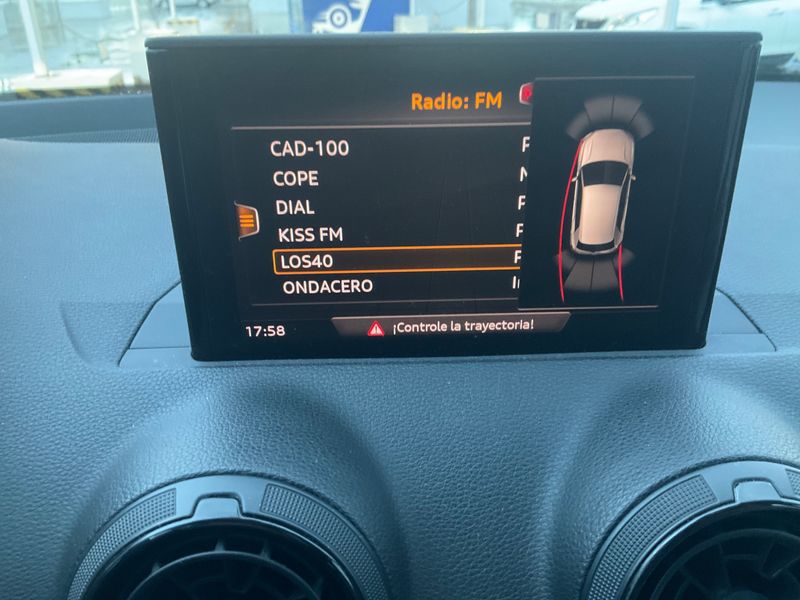 Radio: FM
CAD-100
COPE
DIAL
KISS FM
LOS40
ONDACERO
17:58
¡Controle la trayectoria!